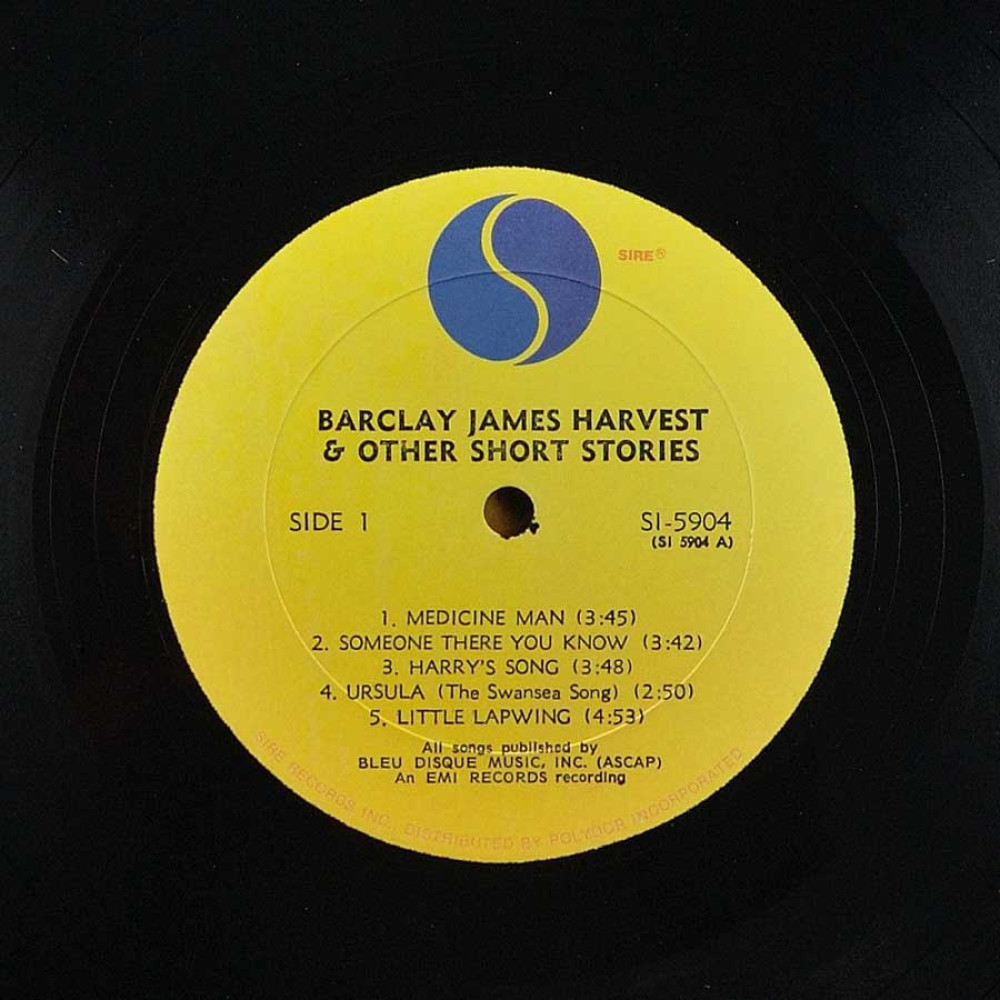 SIRE®
BARCLAY JAMES HARVEST
& OTHER SHORT STORIES
SIDE 1
SI-5904
(SI 5904 A)
1. MEDICINE MAN (3:45)
2. SOMEONE THERE YOU KNOW (3:42)
3. HARRY'S SONG (3:48)
4. URSULA (The Swansea Song) (2:50)
5. LITTLE LAPWING (4:53)
All songs published by
BLEU DISQUE MUSIC, INC. (ASCAP)
An EMI RECORDS recording
SIRE RECORDS INC., DISTRIBUTED BY POLYDOR INCORPORATED